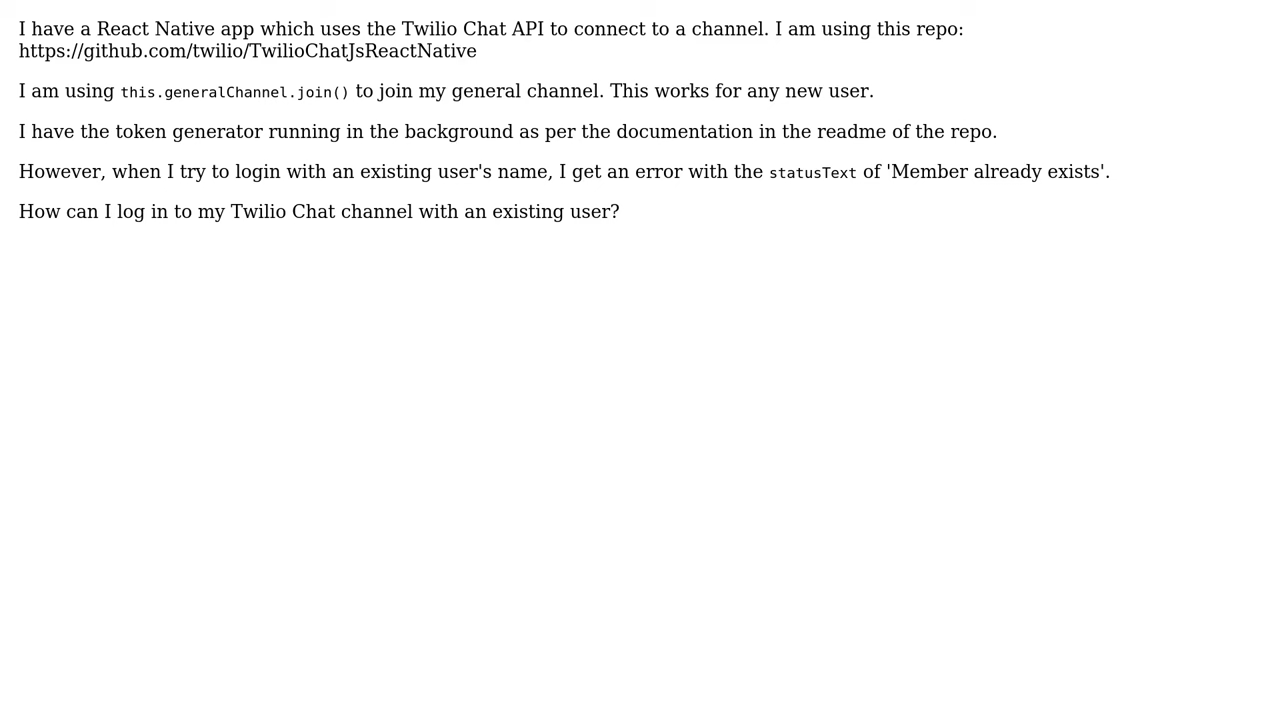 I have a React Native app which uses the Twilio Chat API to connect to a channel. I am using this repo:
https://github.com/twilio/TwilioChatJsReactNative
I am using this.generalChannel.join() to join my general channel. This works for any new user.
I have the token generator running in the background as per the documentation in the readme of the repo.
However, when I try to login with an existing user's name, I get an error with the statusText of 'Member already exists'.
How can I log in to my Twilio Chat channel with an existing user?